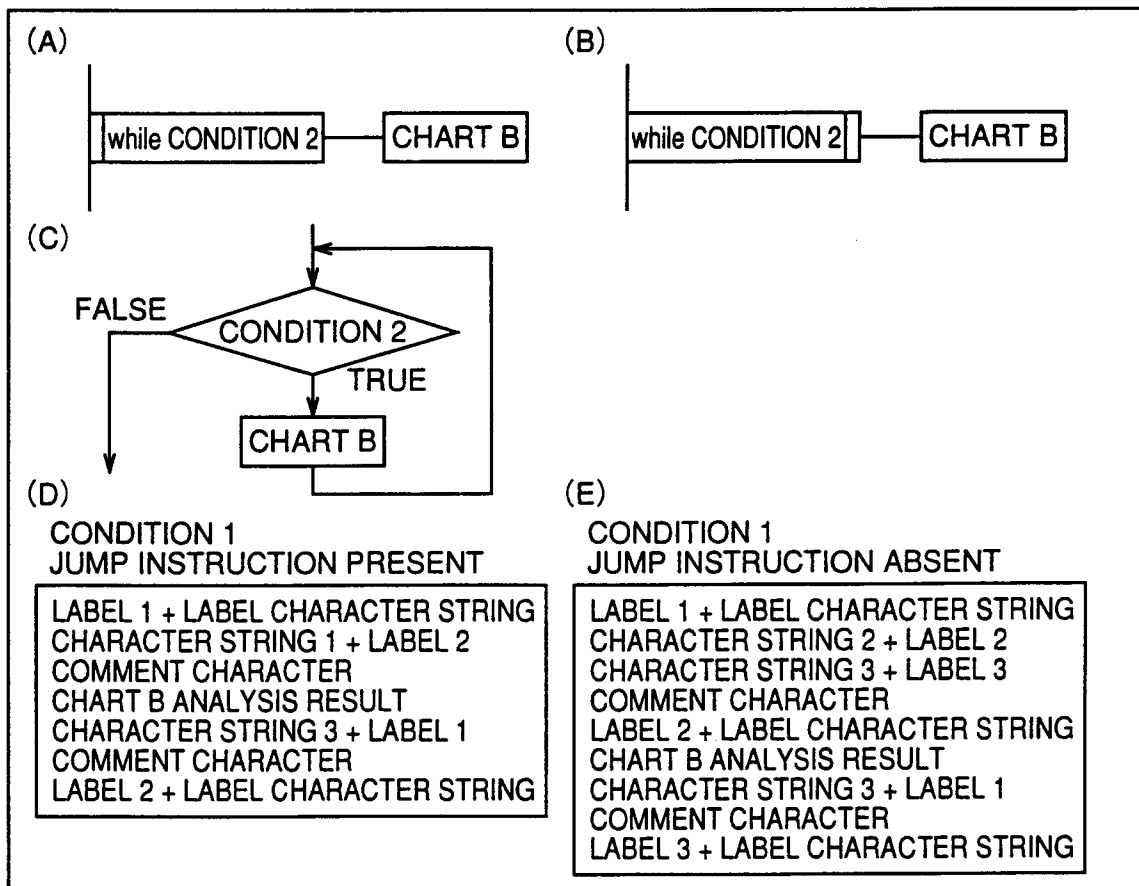 (A)
while CONDITION 2
CHART B
(B)
while CONDITION 2
CHART B
(C)
FALSE
CONDITION 2
TRUE
CHART B
(D)
CONDITION 1
JUMP INSTRUCTION PRESENT
LABEL 1 + LABEL CHARACTER STRING
CHARACTER STRING 1 + LABEL 2
COMMENT CHARACTER
CHART B ANALYSIS RESULT
CHARACTER STRING 3 + LABEL 1
COMMENT CHARACTER
LABEL 2 + LABEL CHARACTER STRING
(E)
CONDITION 1
JUMP INSTRUCTION ABSENT
LABEL 1 + LABEL CHARACTER STRING
CHARACTER STRING 2 + LABEL 2
CHARACTER STRING 3 + LABEL 3
COMMENT CHARACTER
LABEL 2 + LABEL CHARACTER STRING
CHART B ANALYSIS RESULT
CHARACTER STRING 3 + LABEL 1
COMMENT CHARACTER
LABEL 3 + LABEL CHARACTER STRING